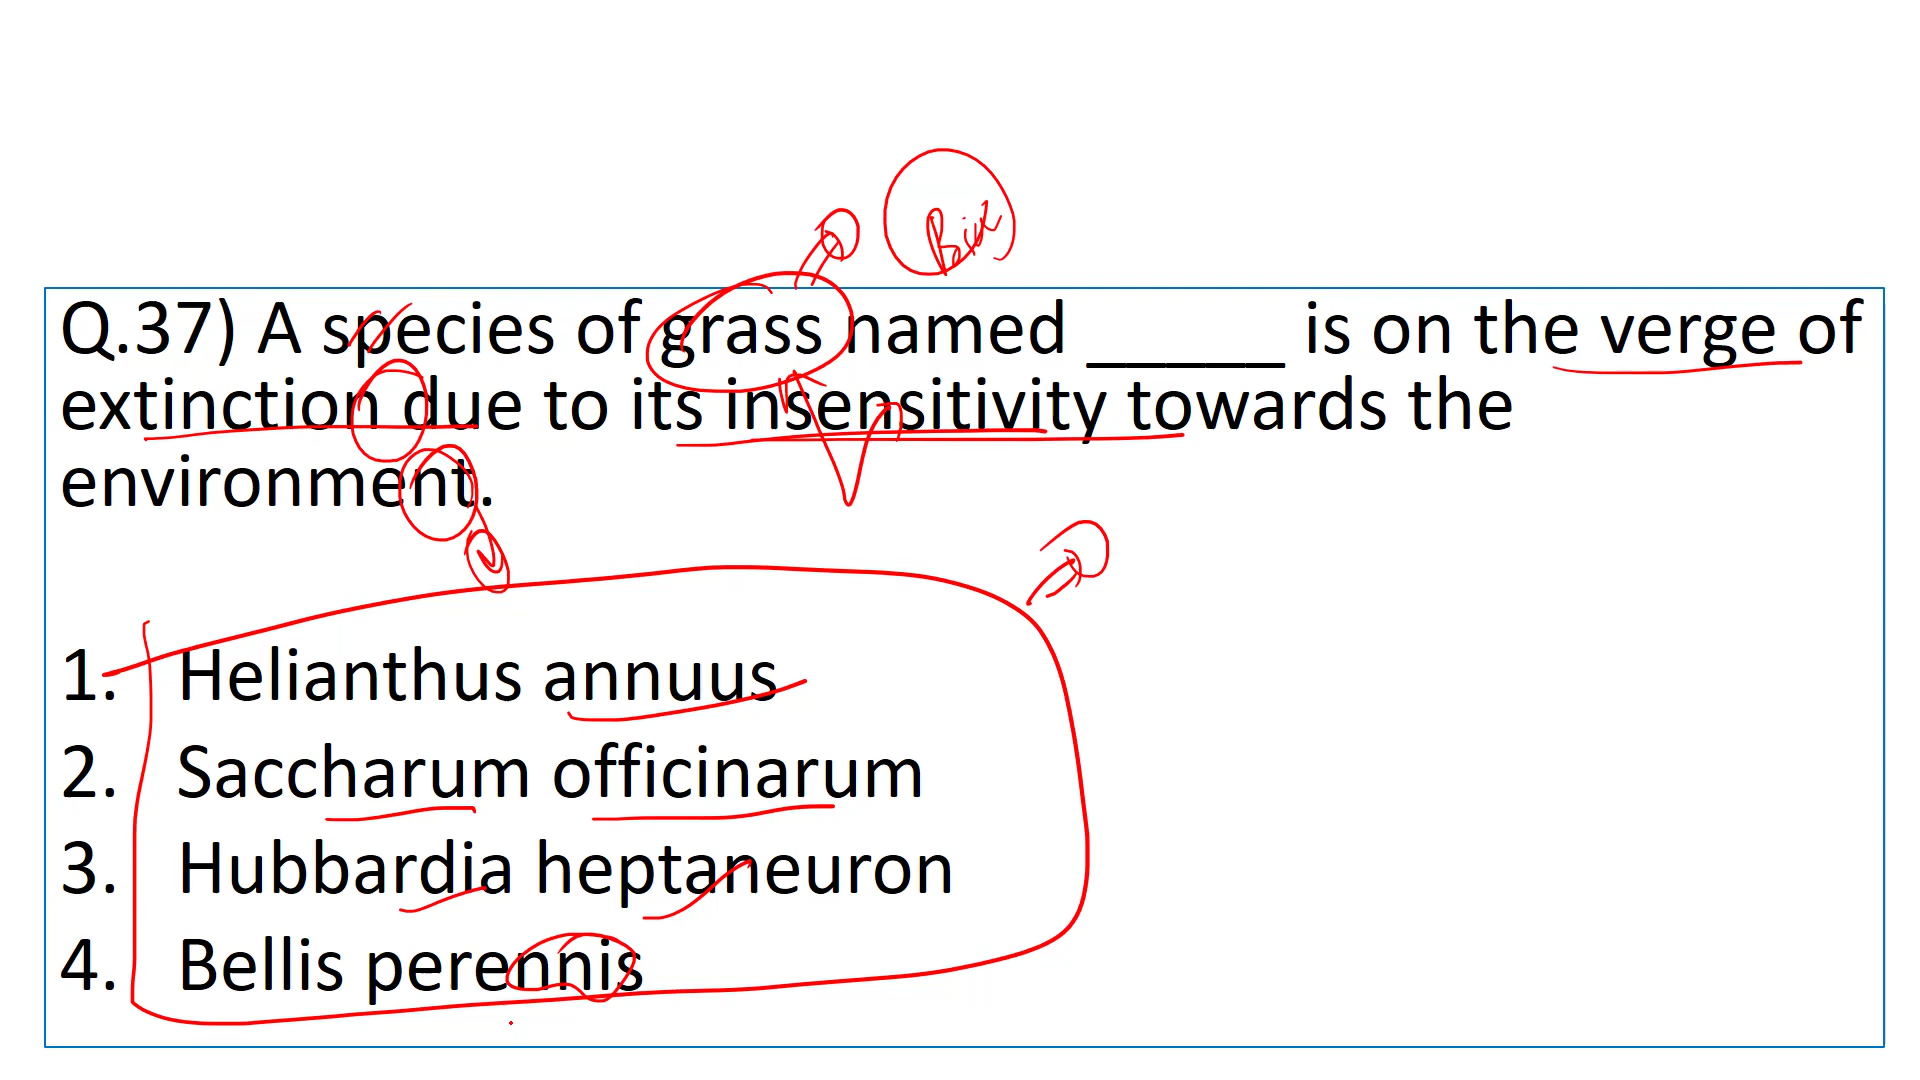 Q.37) A species of grass named ______ is on the verge of
extinction due to its insensitivity towards the
environment.
1. Helianthus annuus
2. Saccharum officinarum
3. Hubbardia heptaneuron
4. Bellis perennis